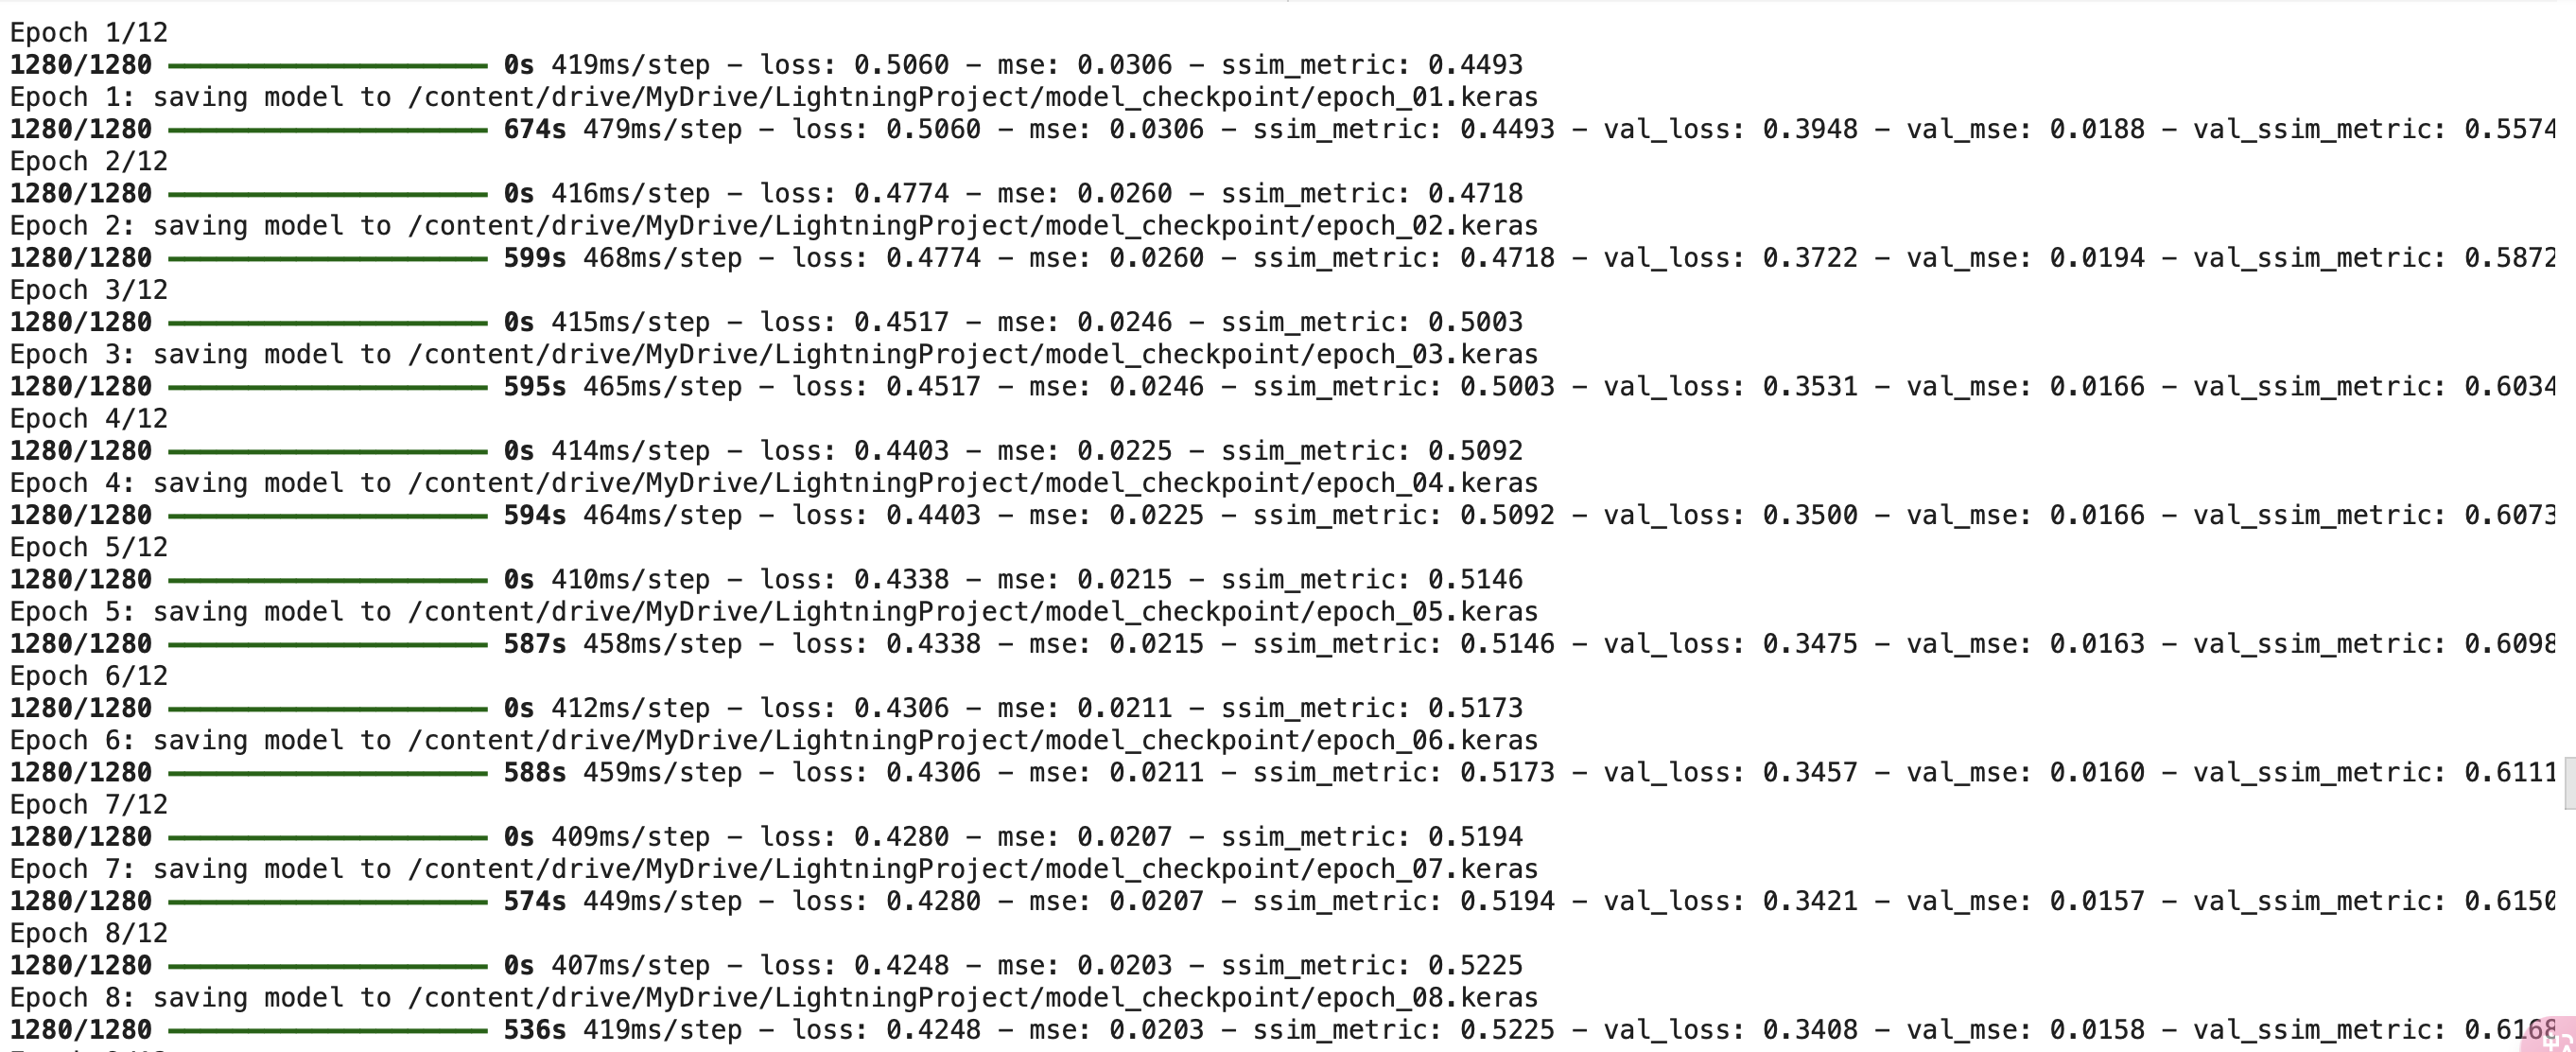 Epoch 1/12
1280/1280 ━━━━━━━━━━━━━━━━━━━━ 0s 419ms/step - loss: 0.5060 - mse: 0.0306 - ssim_metric: 0.4493
Epoch 1: saving model to /content/drive/MyDrive/LightningProject/model_checkpoint/epoch_01.keras
1280/1280 ━━━━━━━━━━━━━━━━━━━━ 674s 479ms/step - loss: 0.5060 - mse: 0.0306 - ssim_metric: 0.4493 - val_loss: 0.3948 - val_mse: 0.0188 - val_ssim_metric: 0.5574
Epoch 2/12
1280/1280 ━━━━━━━━━━━━━━━━━━━━ 0s 416ms/step - loss: 0.4774 - mse: 0.0260 - ssim_metric: 0.4718
Epoch 2: saving model to /content/drive/MyDrive/LightningProject/model_checkpoint/epoch_02.keras
1280/1280 ━━━━━━━━━━━━━━━━━━━━ 599s 468ms/step - loss: 0.4774 - mse: 0.0260 - ssim_metric: 0.4718 - val_loss: 0.3722 - val_mse: 0.0194 - val_ssim_metric: 0.5872
Epoch 3/12
1280/1280 ━━━━━━━━━━━━━━━━━━━━ 0s 415ms/step - loss: 0.4517 - mse: 0.0246 - ssim_metric: 0.5003
Epoch 3: saving model to /content/drive/MyDrive/LightningProject/model_checkpoint/epoch_03.keras
1280/1280 ━━━━━━━━━━━━━━━━━━━━ 595s 465ms/step - loss: 0.4517 - mse: 0.0246 - ssim_metric: 0.5003 - val_loss: 0.3531 - val_mse: 0.0166 - val_ssim_metric: 0.6034
Epoch 4/12
1280/1280 ━━━━━━━━━━━━━━━━━━━━ 0s 414ms/step - loss: 0.4403 - mse: 0.0225 - ssim_metric: 0.5092
Epoch 4: saving model to /content/drive/MyDrive/LightningProject/model_checkpoint/epoch_04.keras
1280/1280 ━━━━━━━━━━━━━━━━━━━━ 594s 464ms/step - loss: 0.4403 - mse: 0.0225 - ssim_metric: 0.5092 - val_loss: 0.3500 - val_mse: 0.0166 - val_ssim_metric: 0.6073
Epoch 5/12
1280/1280 ━━━━━━━━━━━━━━━━━━━━ 0s 410ms/step - loss: 0.4338 - mse: 0.0215 - ssim_metric: 0.5146
Epoch 5: saving model to /content/drive/MyDrive/LightningProject/model_checkpoint/epoch_05.keras
1280/1280 ━━━━━━━━━━━━━━━━━━━━ 587s 458ms/step - loss: 0.4338 - mse: 0.0215 - ssim_metric: 0.5146 - val_loss: 0.3475 - val_mse: 0.0163 - val_ssim_metric: 0.6098
Epoch 6/12
1280/1280 ━━━━━━━━━━━━━━━━━━━━ 0s 412ms/step - loss: 0.4306 - mse: 0.0211 - ssim_metric: 0.5173
Epoch 6: saving model to /content/drive/MyDrive/LightningProject/model_checkpoint/epoch_06.keras
1280/1280 ━━━━━━━━━━━━━━━━━━━━ 588s 459ms/step - loss: 0.4306 - mse: 0.0211 - ssim_metric: 0.5173 - val_loss: 0.3457 - val_mse: 0.0160 - val_ssim_metric: 0.6111
Epoch 7/12
1280/1280 ━━━━━━━━━━━━━━━━━━━━ 0s 409ms/step - loss: 0.4280 - mse: 0.0207 - ssim_metric: 0.5194
Epoch 7: saving model to /content/drive/MyDrive/LightningProject/model_checkpoint/epoch_07.keras
1280/1280 ━━━━━━━━━━━━━━━━━━━━ 574s 449ms/step - loss: 0.4280 - mse: 0.0207 - ssim_metric: 0.5194 - val_loss: 0.3421 - val_mse: 0.0157 - val_ssim_metric: 0.6150
Epoch 8/12
1280/1280 ━━━━━━━━━━━━━━━━━━━━ 0s 407ms/step - loss: 0.4248 - mse: 0.0203 - ssim_metric: 0.5225
Epoch 8: saving model to /content/drive/MyDrive/LightningProject/model_checkpoint/epoch_08.keras
1280/1280 ━━━━━━━━━━━━━━━━━━━━ 536s 419ms/step - loss: 0.4248 - mse: 0.0203 - ssim_metric: 0.5225 - val_loss: 0.3408 - val_mse: 0.0158 - val_ssim_metric: 0.6168